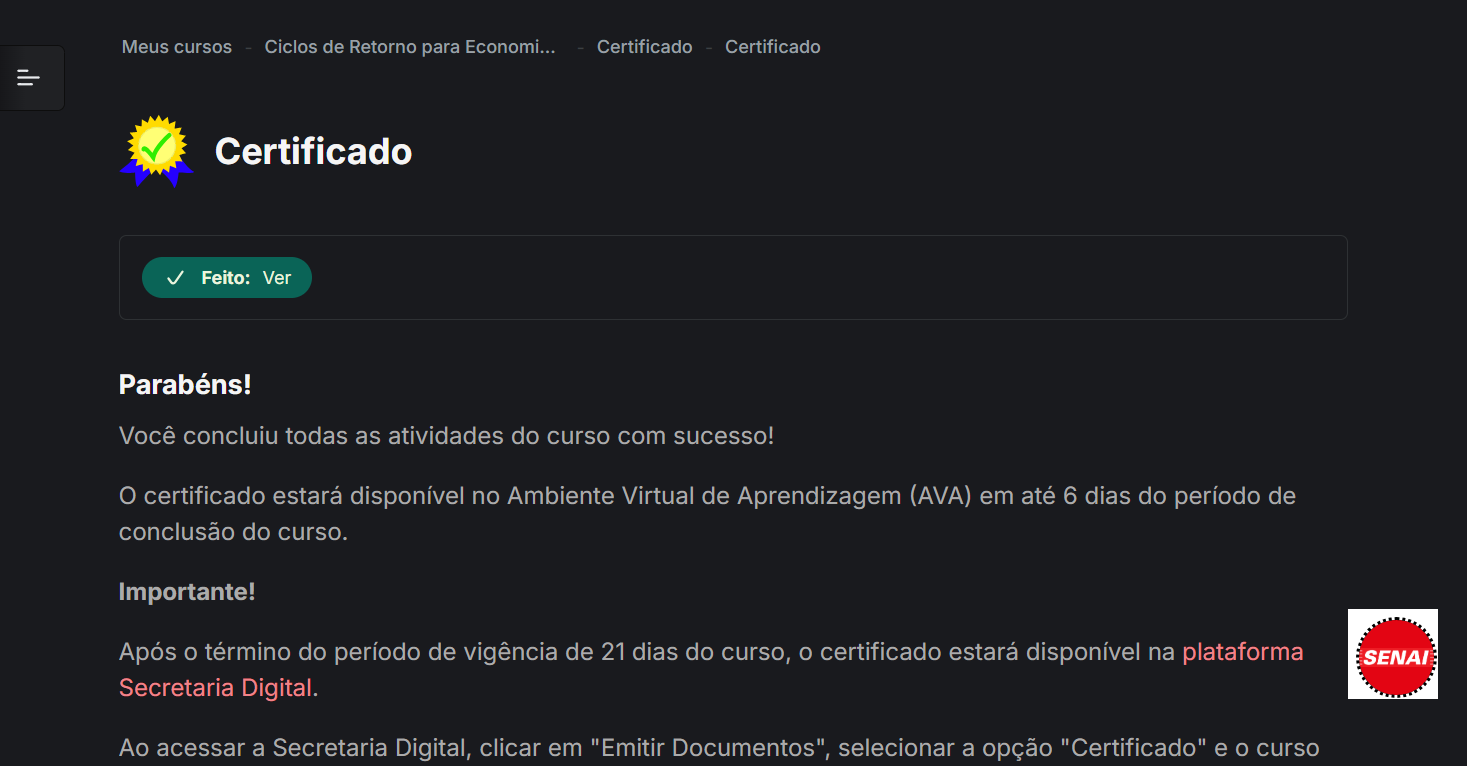 Meus cursos - Ciclos de Retorno para Economi... - Certificado - Certificado
Certificado
Feito: Ver
Parabéns!
Você concluiu todas as atividades do curso com sucesso!
O certificado estará disponível no Ambiente Virtual de Aprendizagem (AVA) em até 6 dias do período de
conclusão do curso.
Importante!
Após o término do período de vigência de 21 dias do curso, o certificado estará disponível na plataforma
Secretaria Digital.
SENAI
Ao acessar a Secretaria Digital, clicar em "Emitir Documentos", selecionar a opção "Certificado" e o curso